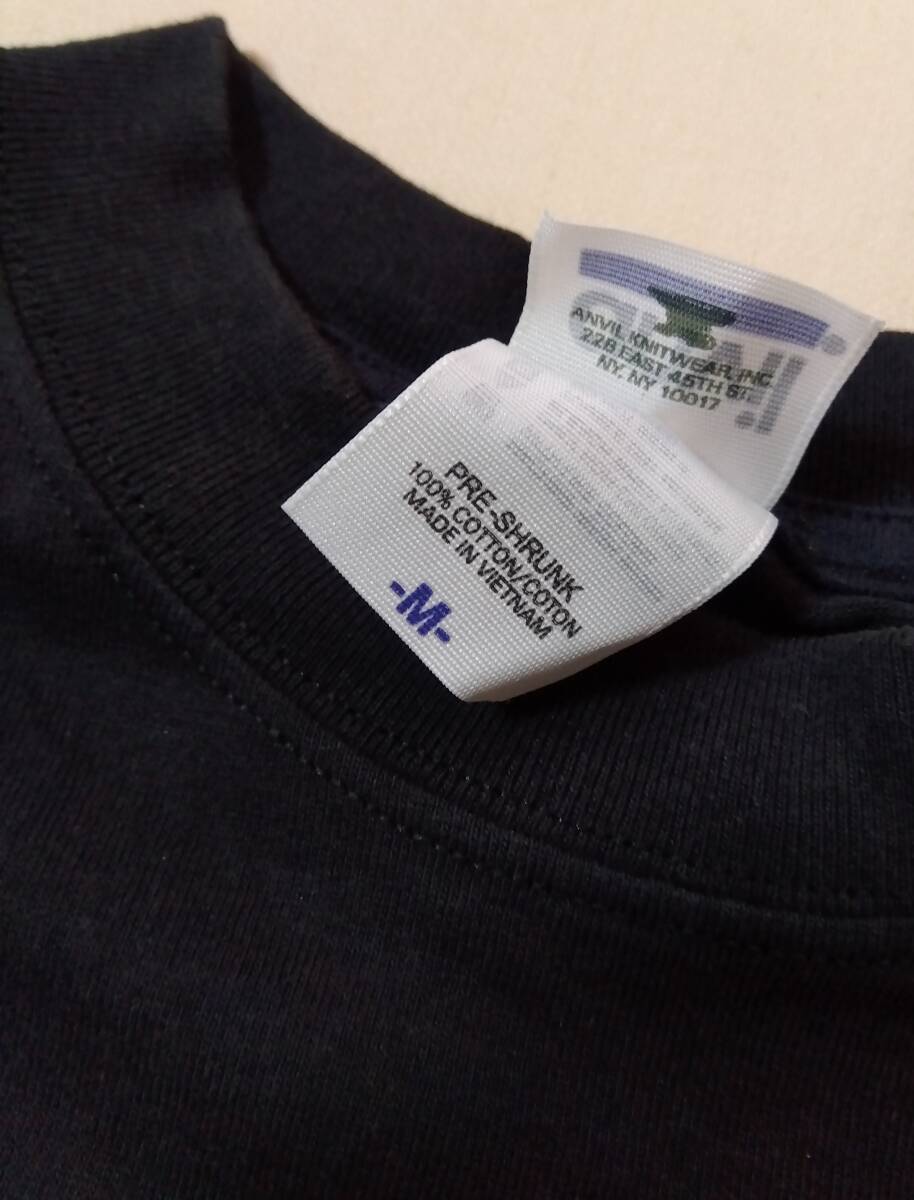 ANVIL KNITWEAR, INC.
228 EAST 45TH ST.
NY, NY 10017
PRE-SHRUNK
100% COTTON/COTON
MADE IN VIETNAM
-M-